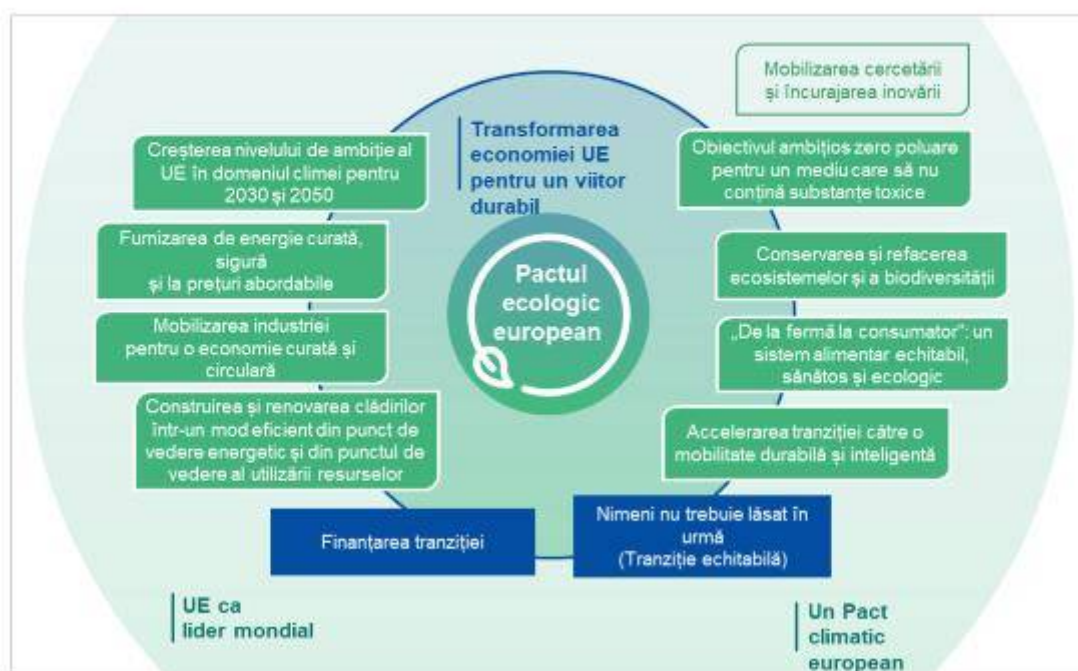 Mobilizarea cercetării
și încurajarea inovării
Transformarea
economiei UE
pentru un viitor
durabil
Creșterea nivelului de ambiție al
UE în domeniul climei pentru
2030 și 2050
Obiectivul ambițios zero poluare
pentru un mediu care să nu
conțină substanțe toxice
Furnizarea de energie curată,
sigură
și la prețuri abordabile
Conservarea și refacerea
ecosistemelor și a biodiversității
Pactul
ecologic
european
Mobilizarea industriei
pentru o economie curată și
circulară
„De la fermă la consumator”: un
sistem alimentar echitabil,
sănătos și ecologic
Construirea și renovarea clădirilor
într-un mod eficient din punct de
vedere energetic și din punctul de
vedere al utilizării resurselor
Accelerarea tranziției către o
mobilitate durabilă și inteligentă
Finanțarea tranziției
Nimeni nu trebuie lăsat în
urmă
(Tranziție echitabilă)
UE ca
lider mondial
Un Pact
climatic
european